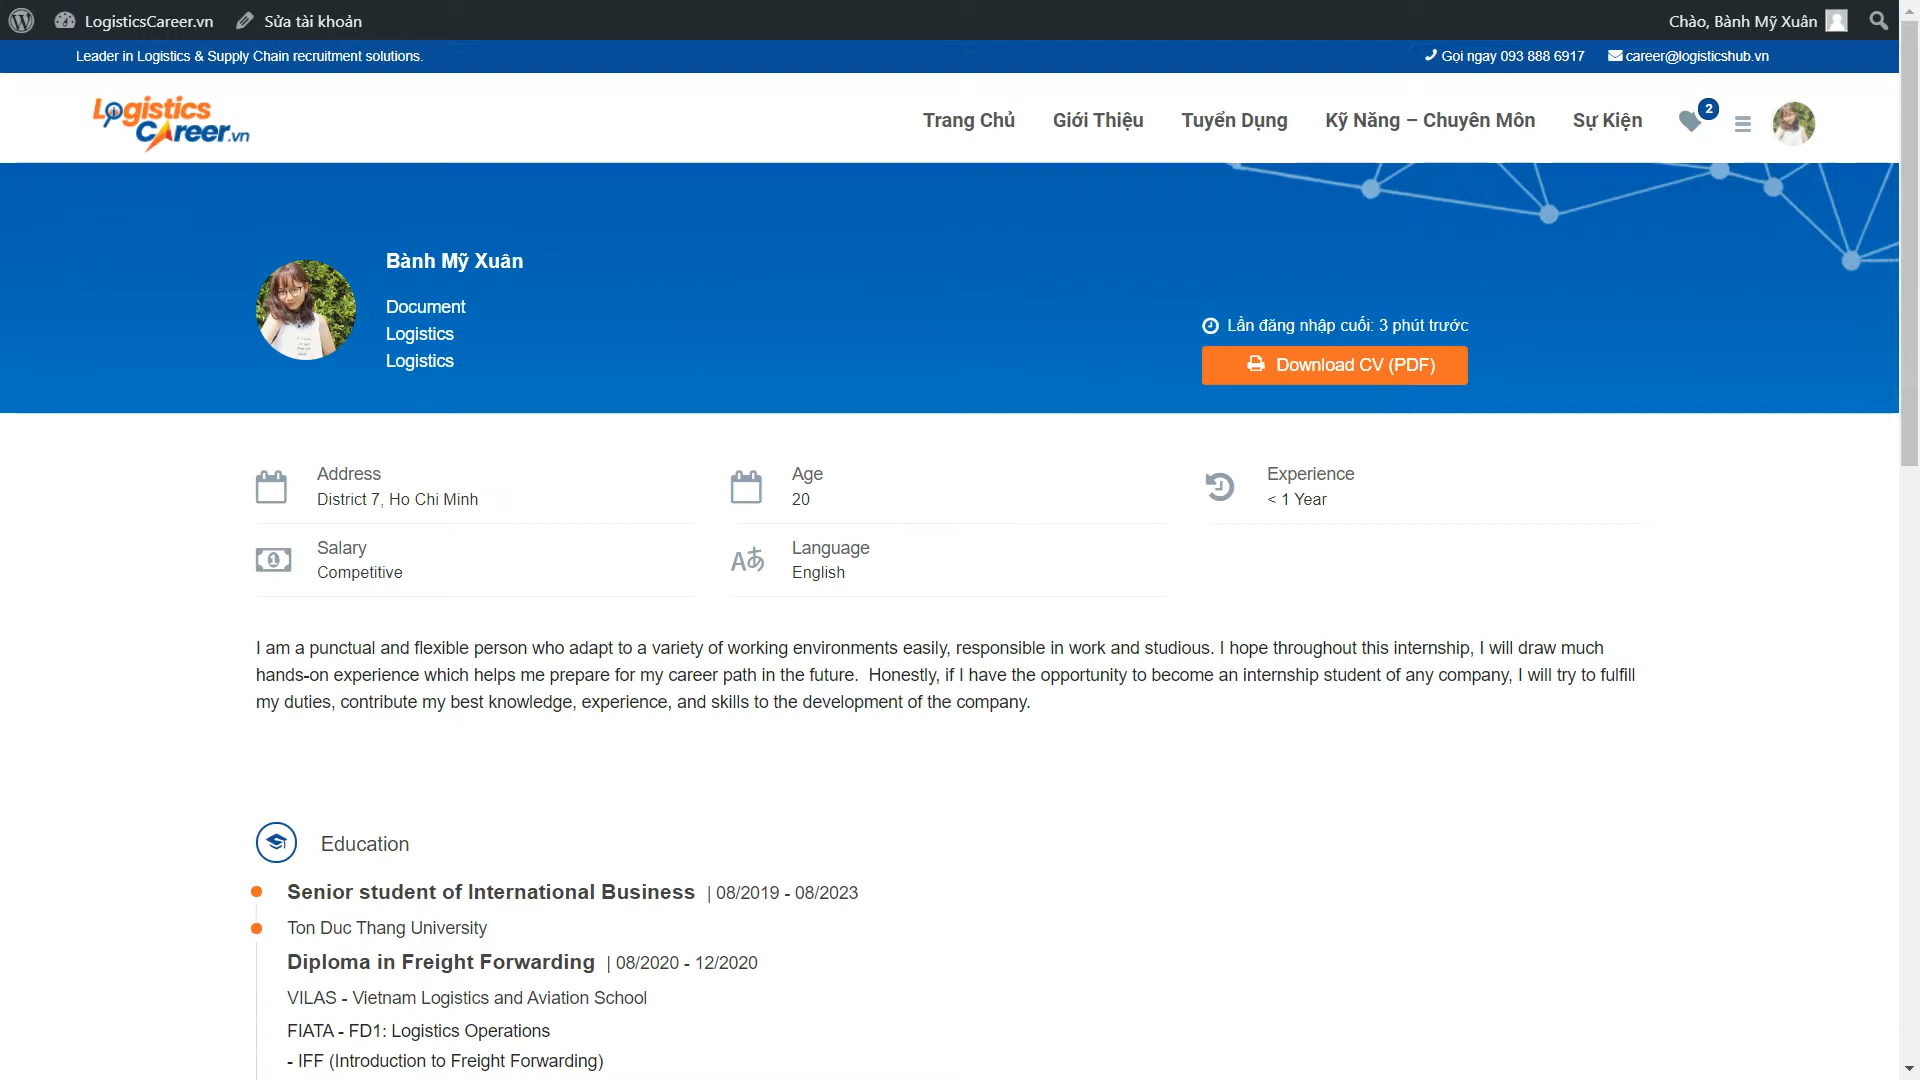 LogisticsCareer.vn Sửa tài khoản Chào, Bành Mỹ Xuân
Leader in Logistics & Supply Chain recruitment solutions. Gọi ngay 093 888 6917 career@logisticshub.vn
Logistics
Career.vn
Trang Chủ Giới Thiệu Tuyển Dụng Kỹ Năng – Chuyên Môn Sự Kiện 2
Bành Mỹ Xuân
Document
Logistics
Logistics
Lần đăng nhập cuối: 3 phút trước
Download CV (PDF)
Address
District 7, Ho Chi Minh
Age
20
Experience
< 1 Year
Salary
Competitive
Language
English
I am a punctual and flexible person who adapt to a variety of working environments easily, responsible in work and studious. I hope throughout this internship, I will draw much
hands-on experience which helps me prepare for my career path in the future. Honestly, if I have the opportunity to become an internship student of any company, I will try to fulfill
my duties, contribute my best knowledge, experience, and skills to the development of the company.
Education
Senior student of International Business | 08/2019 - 08/2023
Ton Duc Thang University
Diploma in Freight Forwarding | 08/2020 - 12/2020
VILAS - Vietnam Logistics and Aviation School
FIATA - FD1: Logistics Operations
- IFF (Introduction to Freight Forwarding)